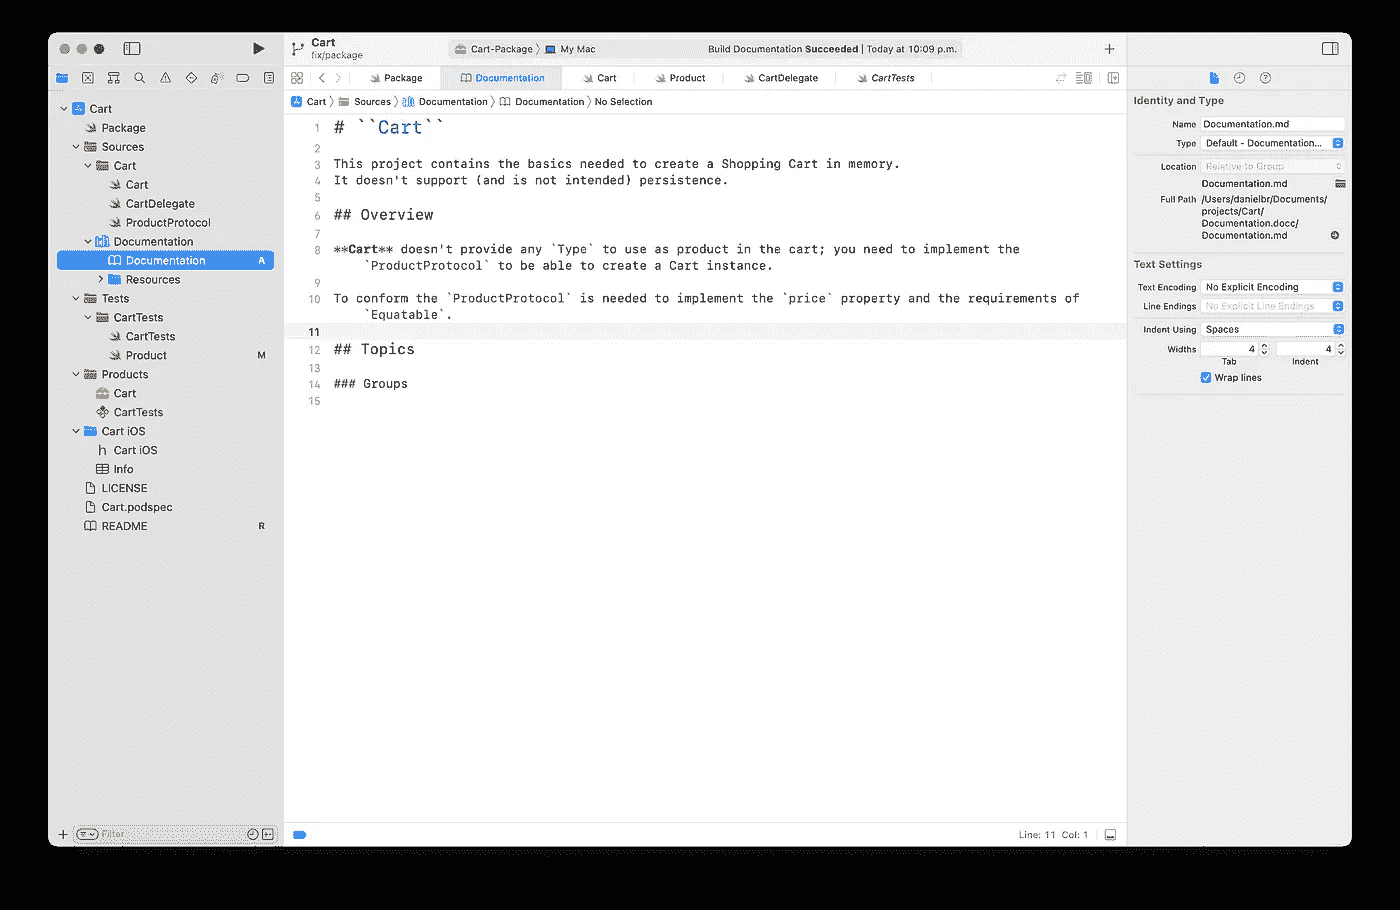 Cart
fix/package
Cart-Package 〉 My Mac
Build Documentation Succeeded | Today at 10:09 p.m.
Package
Documentation
Cart
Product
CartDelegate
CartTests
Cart 〉 Sources 〉 Documentation 〉 Documentation 〉 No Selection
Cart
Package
Sources
Cart
Cart
CartDelegate
ProductProtocol
Documentation
Documentation A
Resources
Tests
CartTests
CartTests
Product M
Products
Cart
CartTests
Cart iOS
Cart iOS
Info
LICENSE
Cart.podspec
README R
Filter
1 # ``Cart``
2
3 This project contains the basics needed to create a Shopping Cart in memory.
4 It doesn't support (and is not intended) persistence.
5
6 ## Overview
7
8 **Cart** doesn't provide any `Type` to use as product in the cart; you need to implement the
`ProductProtocol` to be able to create a Cart instance.
9
10 To conform the `ProductProtocol` is needed to implement the `price` property and the requirements of
`Equatable`.
11
12 ## Topics
13
14 ### Groups
15
Line: 11 Col: 1
Identity and Type
Name Documentation.md
Type Default - Documentation...
Location Relative to Group
Documentation.md
Full Path /Users/danielbr/Documents/
projects/Cart/
Documentation.docc/
Documentation.md
Text Settings
Text Encoding No Explicit Encoding
Line Endings No Explicit Line Endings
Indent Using Spaces
Widths 4 4
Tab Indent
Wrap lines